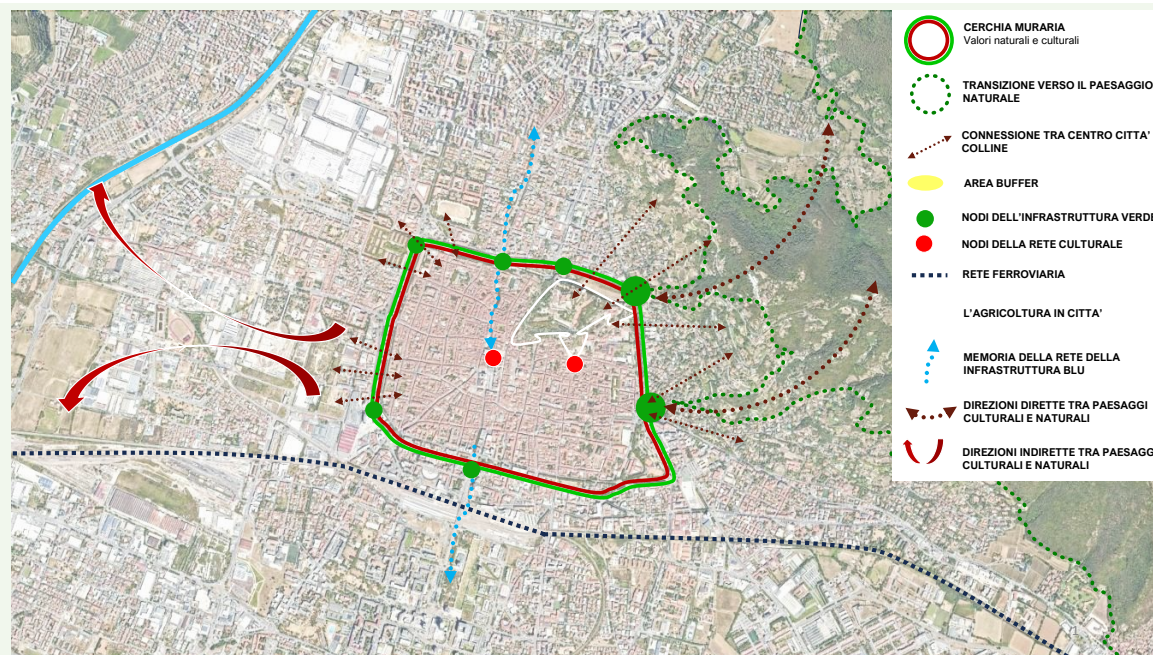 CERCHIA MURARIA
Valori naturali e culturali
TRANSIZIONE VERSO IL PAESAGGIO
NATURALE
CONNESSIONE TRA CENTRO CITTA'
COLLINE
AREA BUFFER
NODI DELL'INFRASTRUTTURA VERDE
NODI DELLA RETE CULTURALE
RETE FERROVIARIA
L'AGRICOLTURA IN CITTA'
MEMORIA DELLA RETE DELLA
INFRASTRUTTURA BLU
DIREZIONI DIRETTE TRA PAESAGGI
CULTURALI E NATURALI
DIREZIONI INDIRETTE TRA PAESAGG
CULTURALI E NATURALI